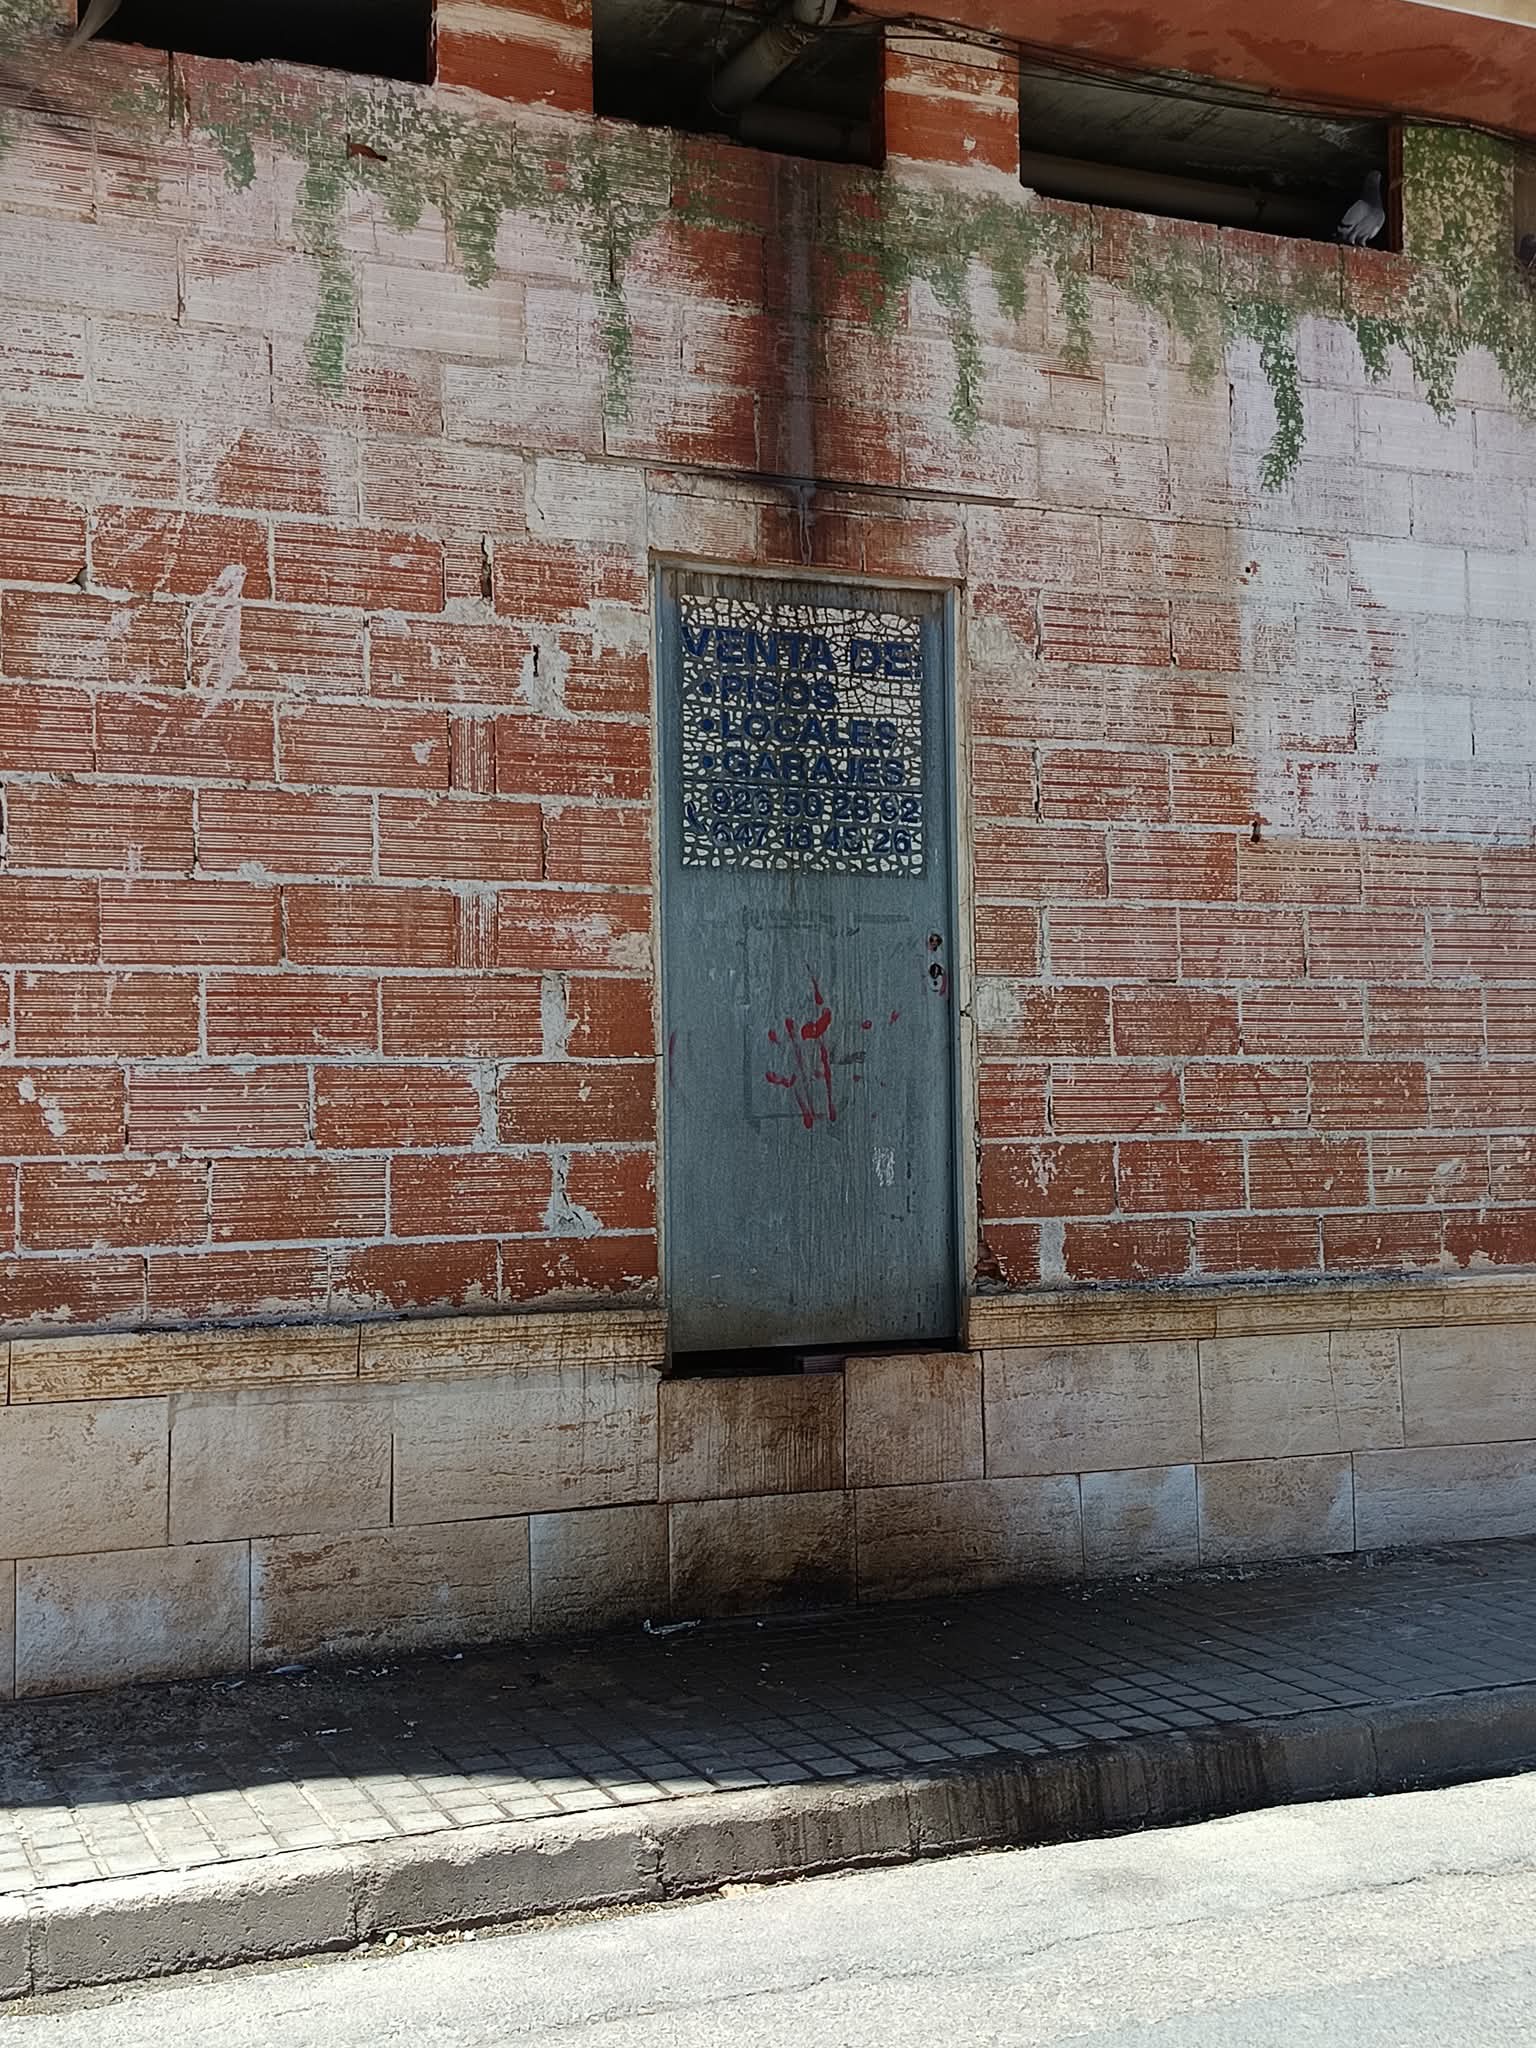 VENTA DE:
• PISOS
• LOCALES
• GARAJES
926 50 28 92
647 13 45 26